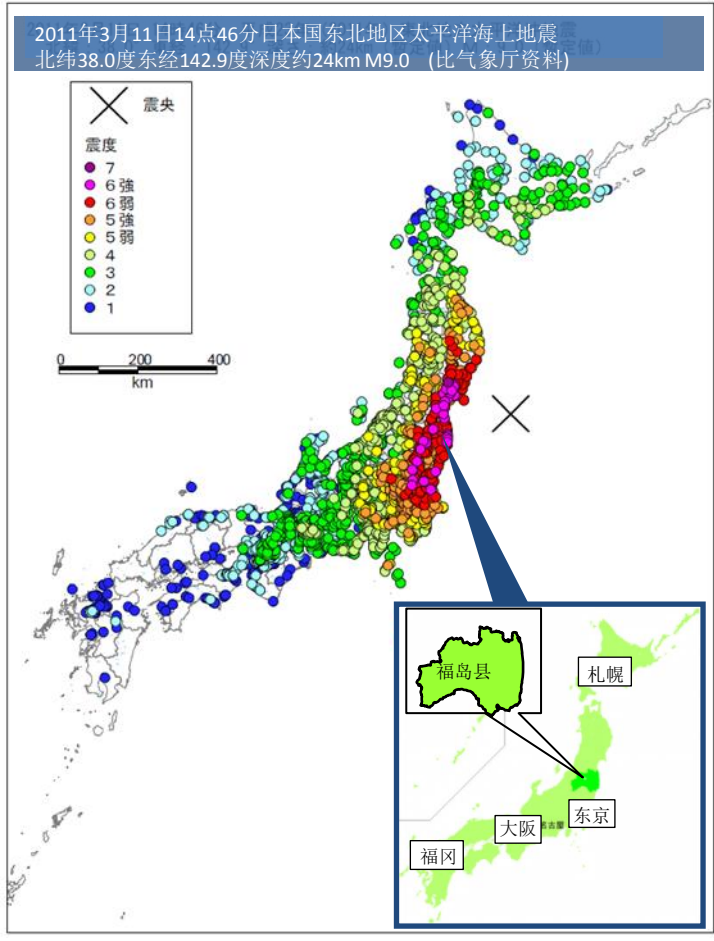 2011年3月11日14点46分日本国东北地区太平洋海上地震
北纬38.0度东经142.9度深度约24km M9.0 (比气象厅资料)
震央
震度
7
6強
6弱
5強
5弱
4
3
2
1
0 200 400
km
福岛县
札幌
东京
大阪
名古屋
福冈